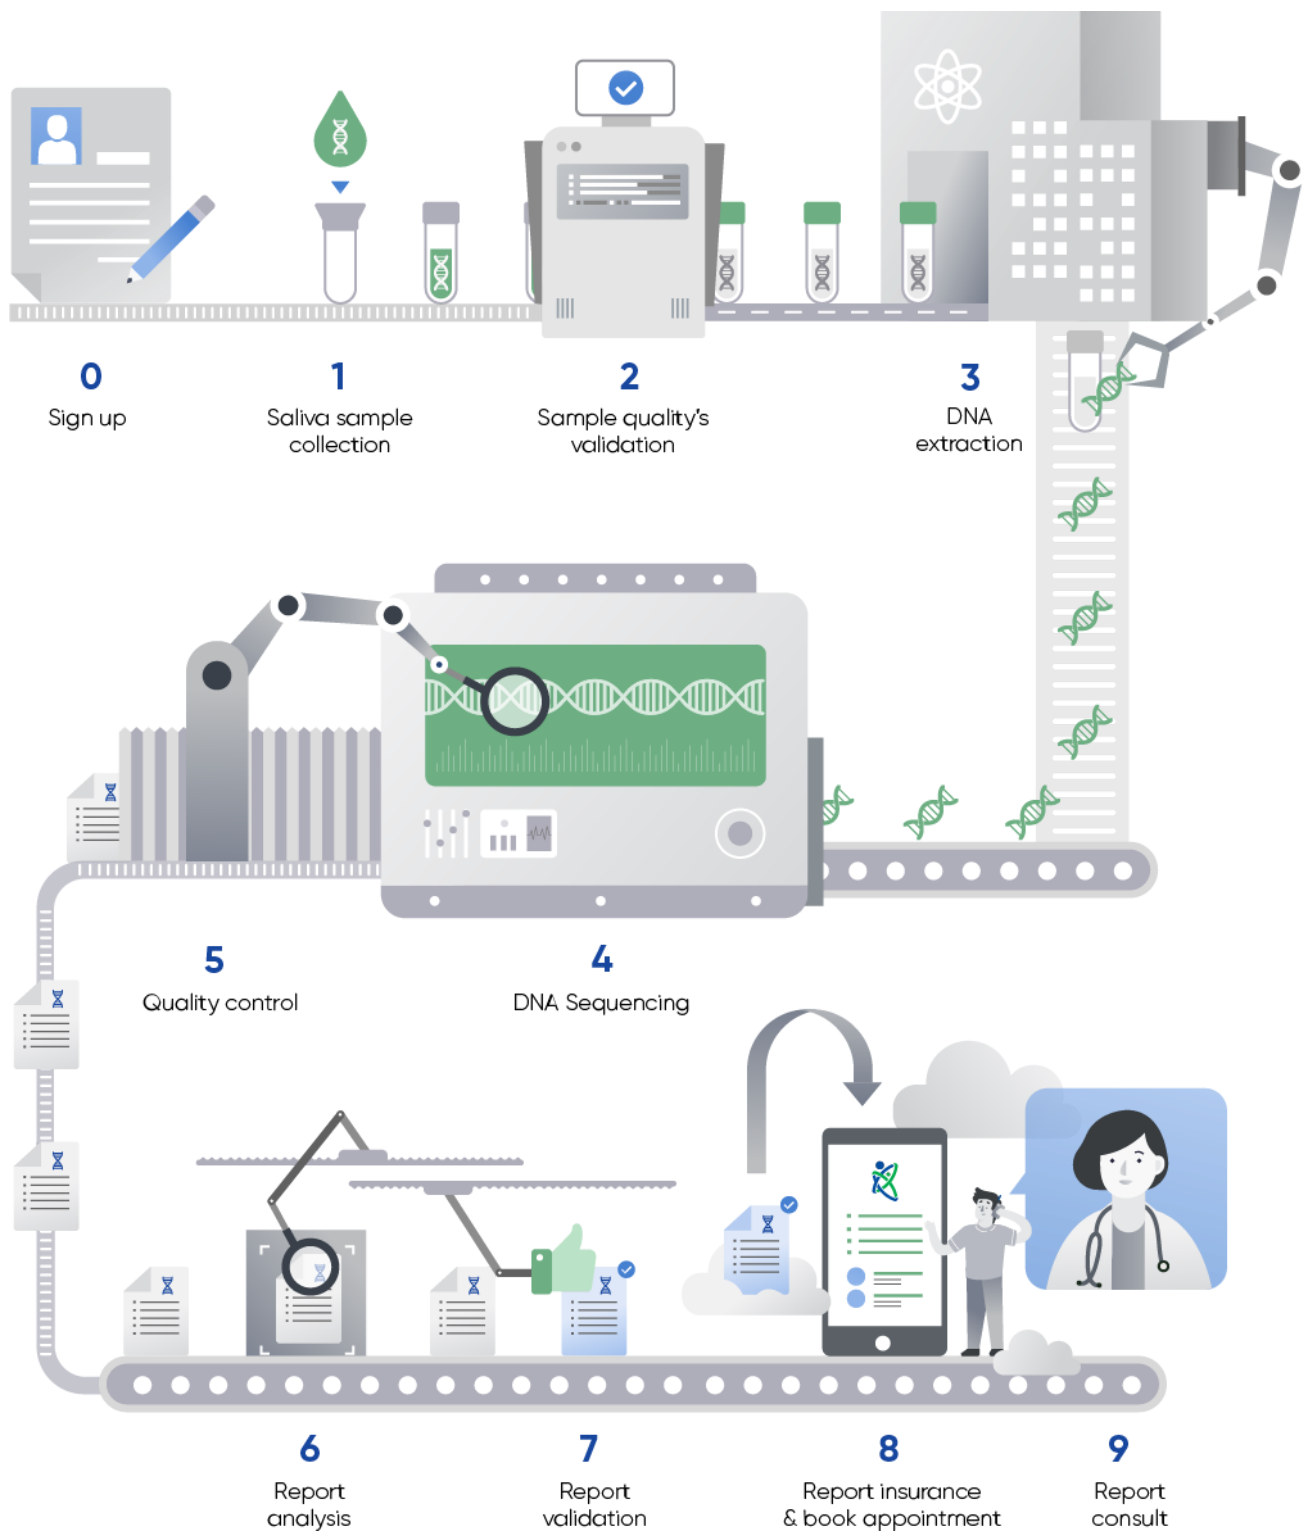 0
Sign up
1
Saliva sample
collection
2
Sample quality's
validation
3
DNA
extraction
5
Quality control
4
DNA Sequencing
6
Report
analysis
7
Report
validation
8
Report insurance
& book appointment
9
Report
consult